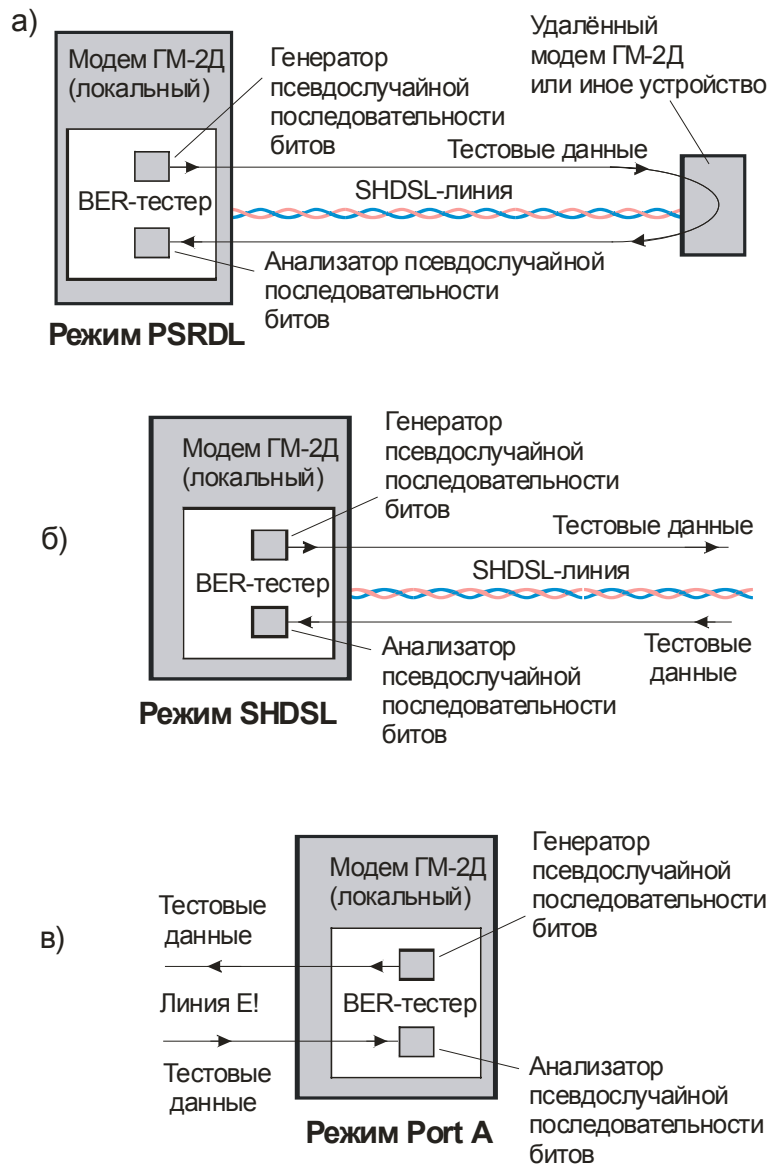 а)
Модем ГМ-2Д
(локальный)
Генератор
псевдослучайной
последовательности
битов
Удалённый
модем ГМ-2Д
или иное устройство
Тестовые данные
BER-тестер
SHDSL-линия
Анализатор псевдослучайной
последовательности
битов
Режим PSRDL
б)
Модем ГМ-2Д
(локальный)
Генератор
псевдослучайной
последовательности
битов
Тестовые данные
BER-тестер
SHDSL-линия
Анализатор
псевдослучайной
последовательности
битов
Тестовые
данные
Режим SHDSL
в)
Модем ГМ-2Д
(локальный)
Генератор
псевдослучайной
последовательности
битов
Тестовые
данные
Линия E!
BER-тестер
Тестовые
данные
Анализатор
псевдослучайной
последовательности
битов
Режим Port A